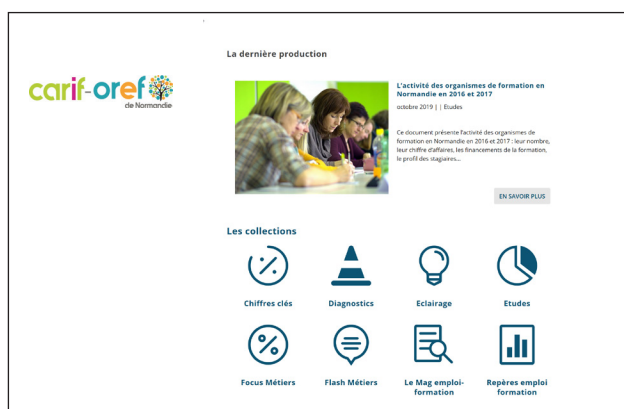 carif-oref
de Normandie
La dernière production
L'activité des organismes de formation en
Normandie en 2016 et 2017
octobre 2019 | | Etudes
Ce document présente l'activité des organismes de
formation en Normandie en 2016 et 2017 : leur nombre,
leur chiffre d'affaires, les financements de la formation,
le profil des stagiaires...
EN SAVOIR PLUS
Les collections
Chiffres clés
Diagnostics
Eclairage
Etudes
Focus Métiers
Flash Métiers
Le Mag emploi-
formation
Repères emploi
formation